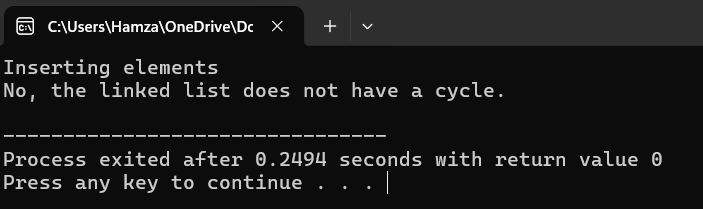 C:\Users\Hamza\OneDrive\Dc
Inserting elements
No, the linked list does not have a cycle.
--------------------------------
Process exited after 0.2494 seconds with return value 0
Press any key to continue . . .